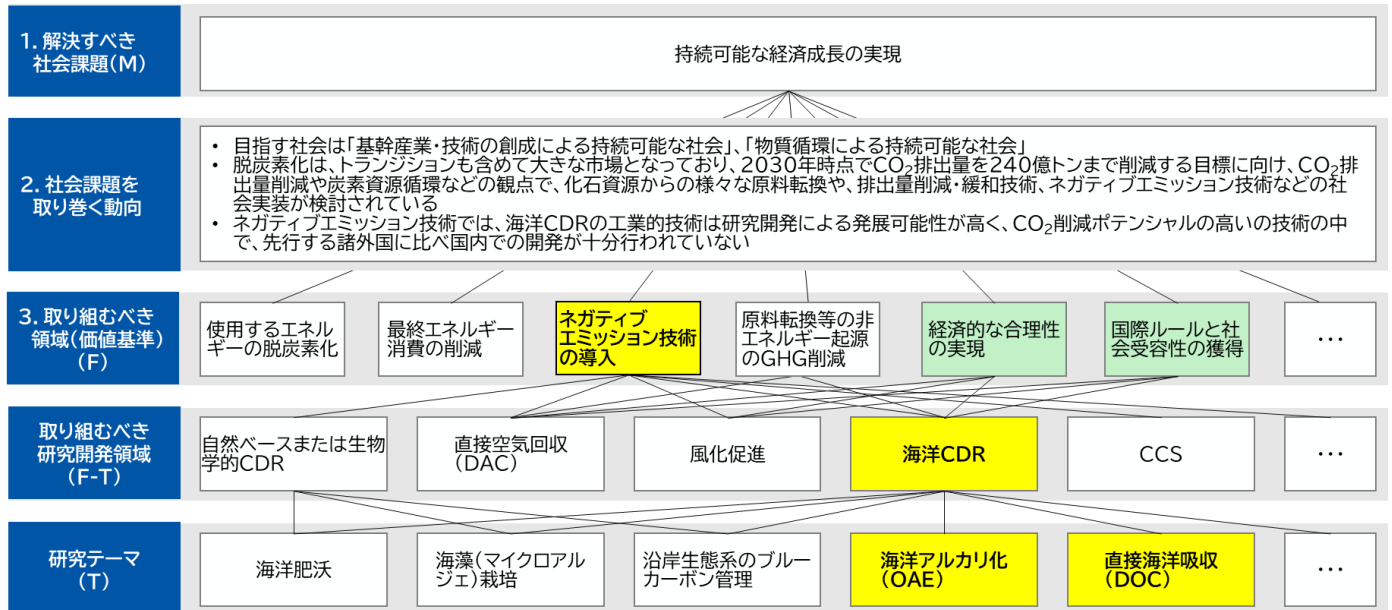 1. 解決すべき
社会課題(M)
持続可能な経済成長の実現
2. 社会課題を
取り巻く動向
• 目指す社会は「基幹産業・技術の創成による持続可能な社会」、「物質循環による持続可能な社会」
• 脱炭素化は、トランジションも含めて大きな市場となっており、2030年時点でCO₂排出量を240億トンまで削減する目標に向け、CO₂排
出量削減や炭素資源循環などの観点で、化石資源からの様々な原料転換や、排出量削減・緩和技術、ネガティブエミッション技術などの社
会実装が検討されている
• ネガティブエミッション技術では、海洋CDRの工業的技術は研究開発による発展可能性が高く、CO₂削減ポテンシャルの高いの技術の中
で、先行する諸外国に比べ国内での開発が十分行われていない
3. 取り組むべき
領域(価値基準)
(F)
使用するエネル
ギーの脱炭素化
最終エネルギー
消費の削減
ネガティブ
エミッション技術
の導入
原料転換等の非
エネルギー起源
のGHG削減
経済的な合理性
の実現
国際ルールと社
会受容性の獲得
…
取り組むべき
研究開発領域
(F-T)
自然ベースまたは生物
学的CDR
直接空気回収
(DAC)
風化促進
海洋CDR
CCS
…
研究テーマ
(T)
海洋肥沃
海藻(マイクロアル
ジェ)栽培
沿岸生態系のブルー
カーボン管理
海洋アルカリ化
(OAE)
直接海洋吸収
(DOC)
…